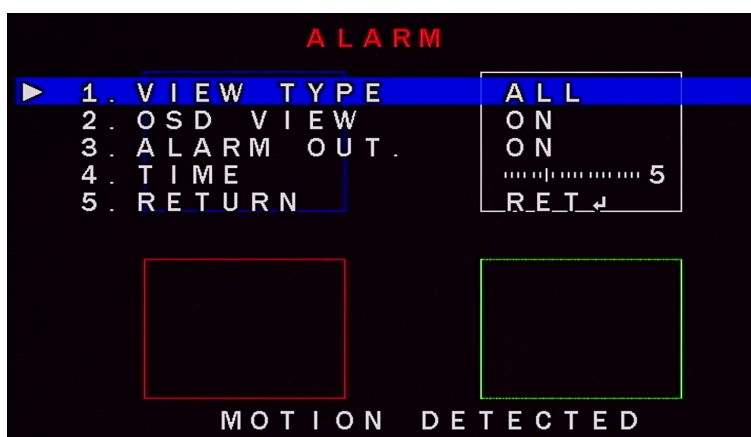 ALARM
1. VIEW TYPE ALL
2. OSD VIEW ON
3. ALARM OUT. ON
4. TIME 5
5. RETURN RET↵
MOTION DETECTED